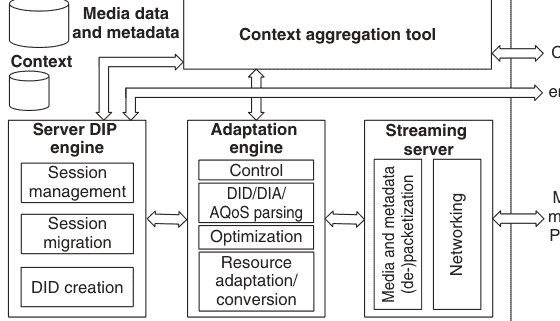 Media data
and metadata
Context aggregation tool
Context
Server DIP
engine
Session
management
Session
migration
DID creation
Adaptation
engine
Control
DID/DIA/
AQoS parsing
Optimization
Resource
adaptation/
conversion
Streaming
server
Media and metadata
(de-)packetization
Networking